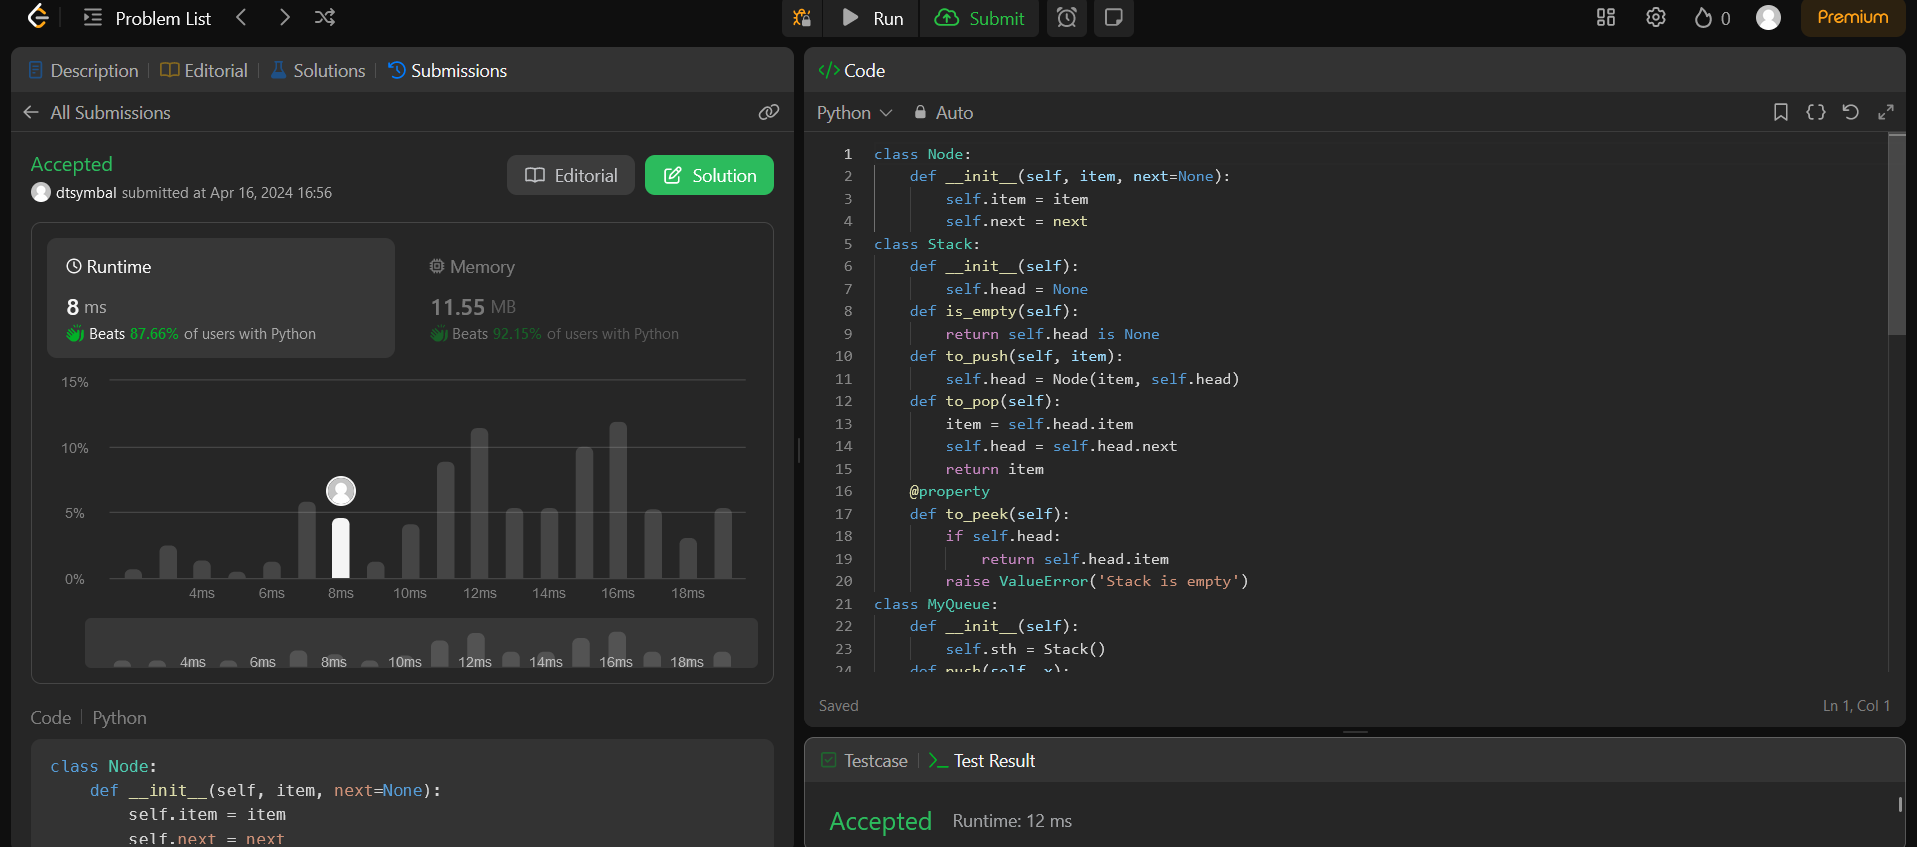 Problem List
Run
Submit
0
Premium
Description
Editorial
Solutions
Submissions
All Submissions
Accepted
dtsymbal submitted at Apr 16, 2024 16:56
Editorial
Solution
Runtime
8 ms
Beats 87.66% of users with Python
Memory
11.55 MB
Beats 92.15% of users with Python
15%
10%
5%
0%
4ms 6ms 8ms 10ms 12ms 14ms 16ms 18ms
4ms 6ms 8ms 10ms 12ms 14ms 16ms 18ms
Code Python
class Node:
    def __init__(self, item, next=None):
        self.item = item
        self.next = next
</> Code
Python Auto
1 class Node:
2     def __init__(self, item, next=None):
3         self.item = item
4         self.next = next
5 class Stack:
6     def __init__(self):
7         self.head = None
8     def is_empty(self):
9         return self.head is None
10     def to_push(self, item):
11         self.head = Node(item, self.head)
12     def to_pop(self):
13         item = self.head.item
14         self.head = self.head.next
15         return item
16     @property
17     def to_peek(self):
18         if self.head:
19             return self.head.item
20         raise ValueError('Stack is empty')
21 class MyQueue:
22     def __init__(self):
23         self.sth = Stack()
24     def push(self, x):
Saved
Ln 1, Col 1
Testcase
Test Result
Accepted Runtime: 12 ms